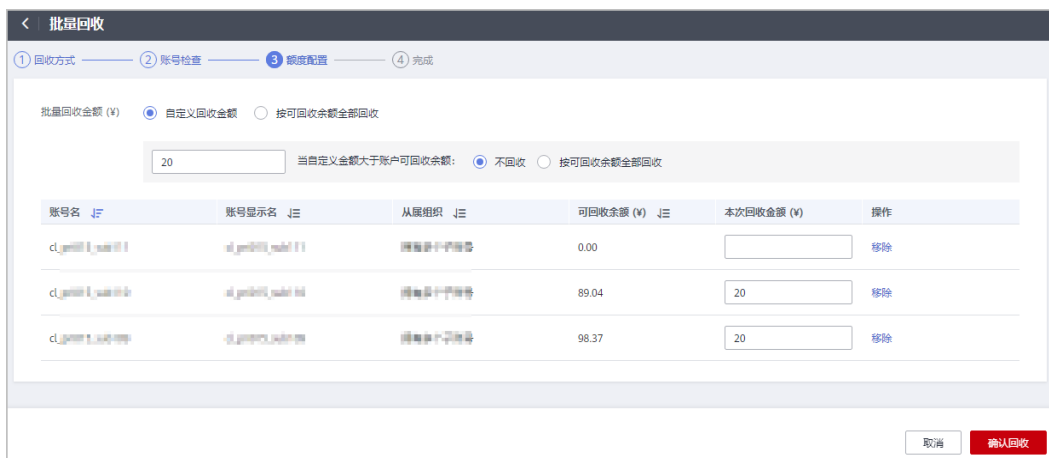 批量回收
1 回收方式 2 账号检查 3 额度配置 4 完成
批量回收金额 (¥) 自定义回收金额 按可回收余额全部回收
20 当自定义金额大于账户可回收余额： 不回收 按可回收余额全部回收
账号名 账号显示名 从属组织 可回收余额 (¥) 本次回收金额 (¥) 操作
0.00 移除
89.04 20 移除
98.37 20 移除
取消 确认回收